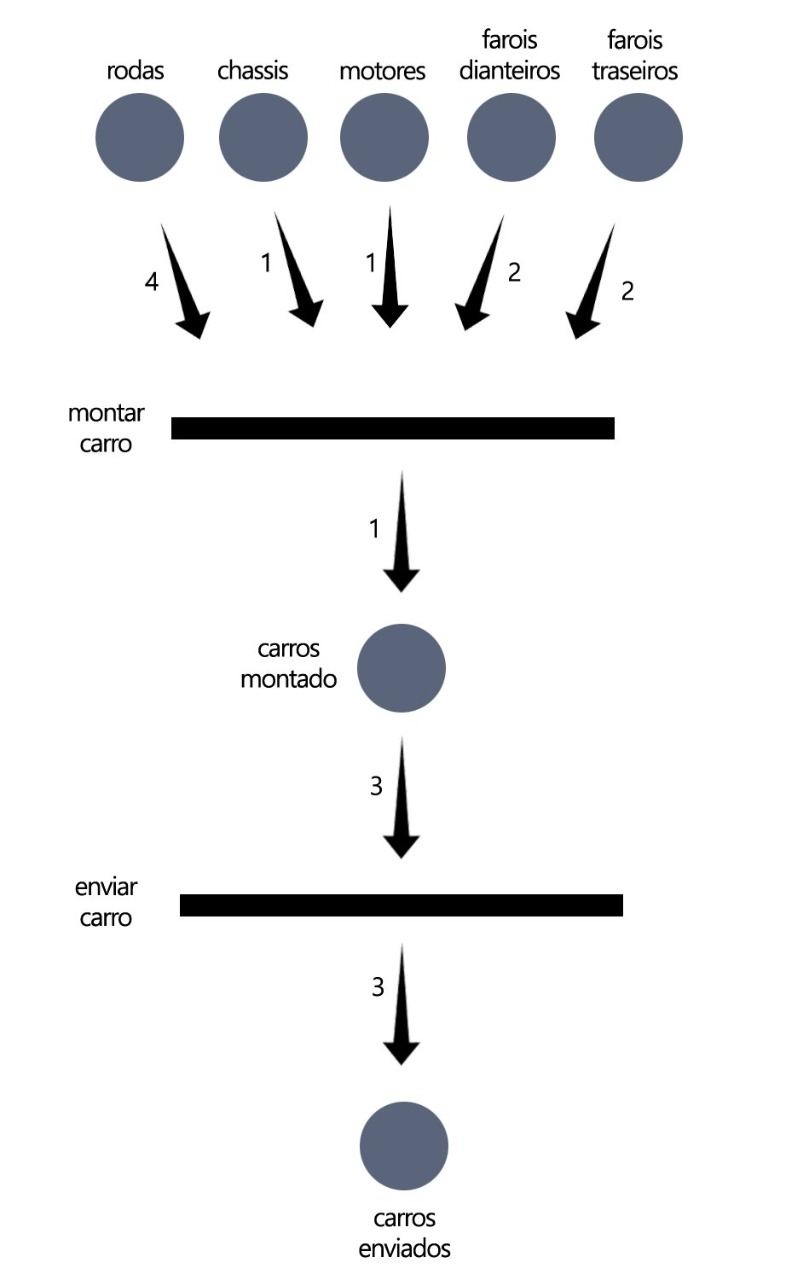 rodas
chassis
motores
farois
dianteiros
farois
traseiros
4
1
1
2
2
montar
carro
1
carros
montado
3
enviar
carro
3
carros
enviados